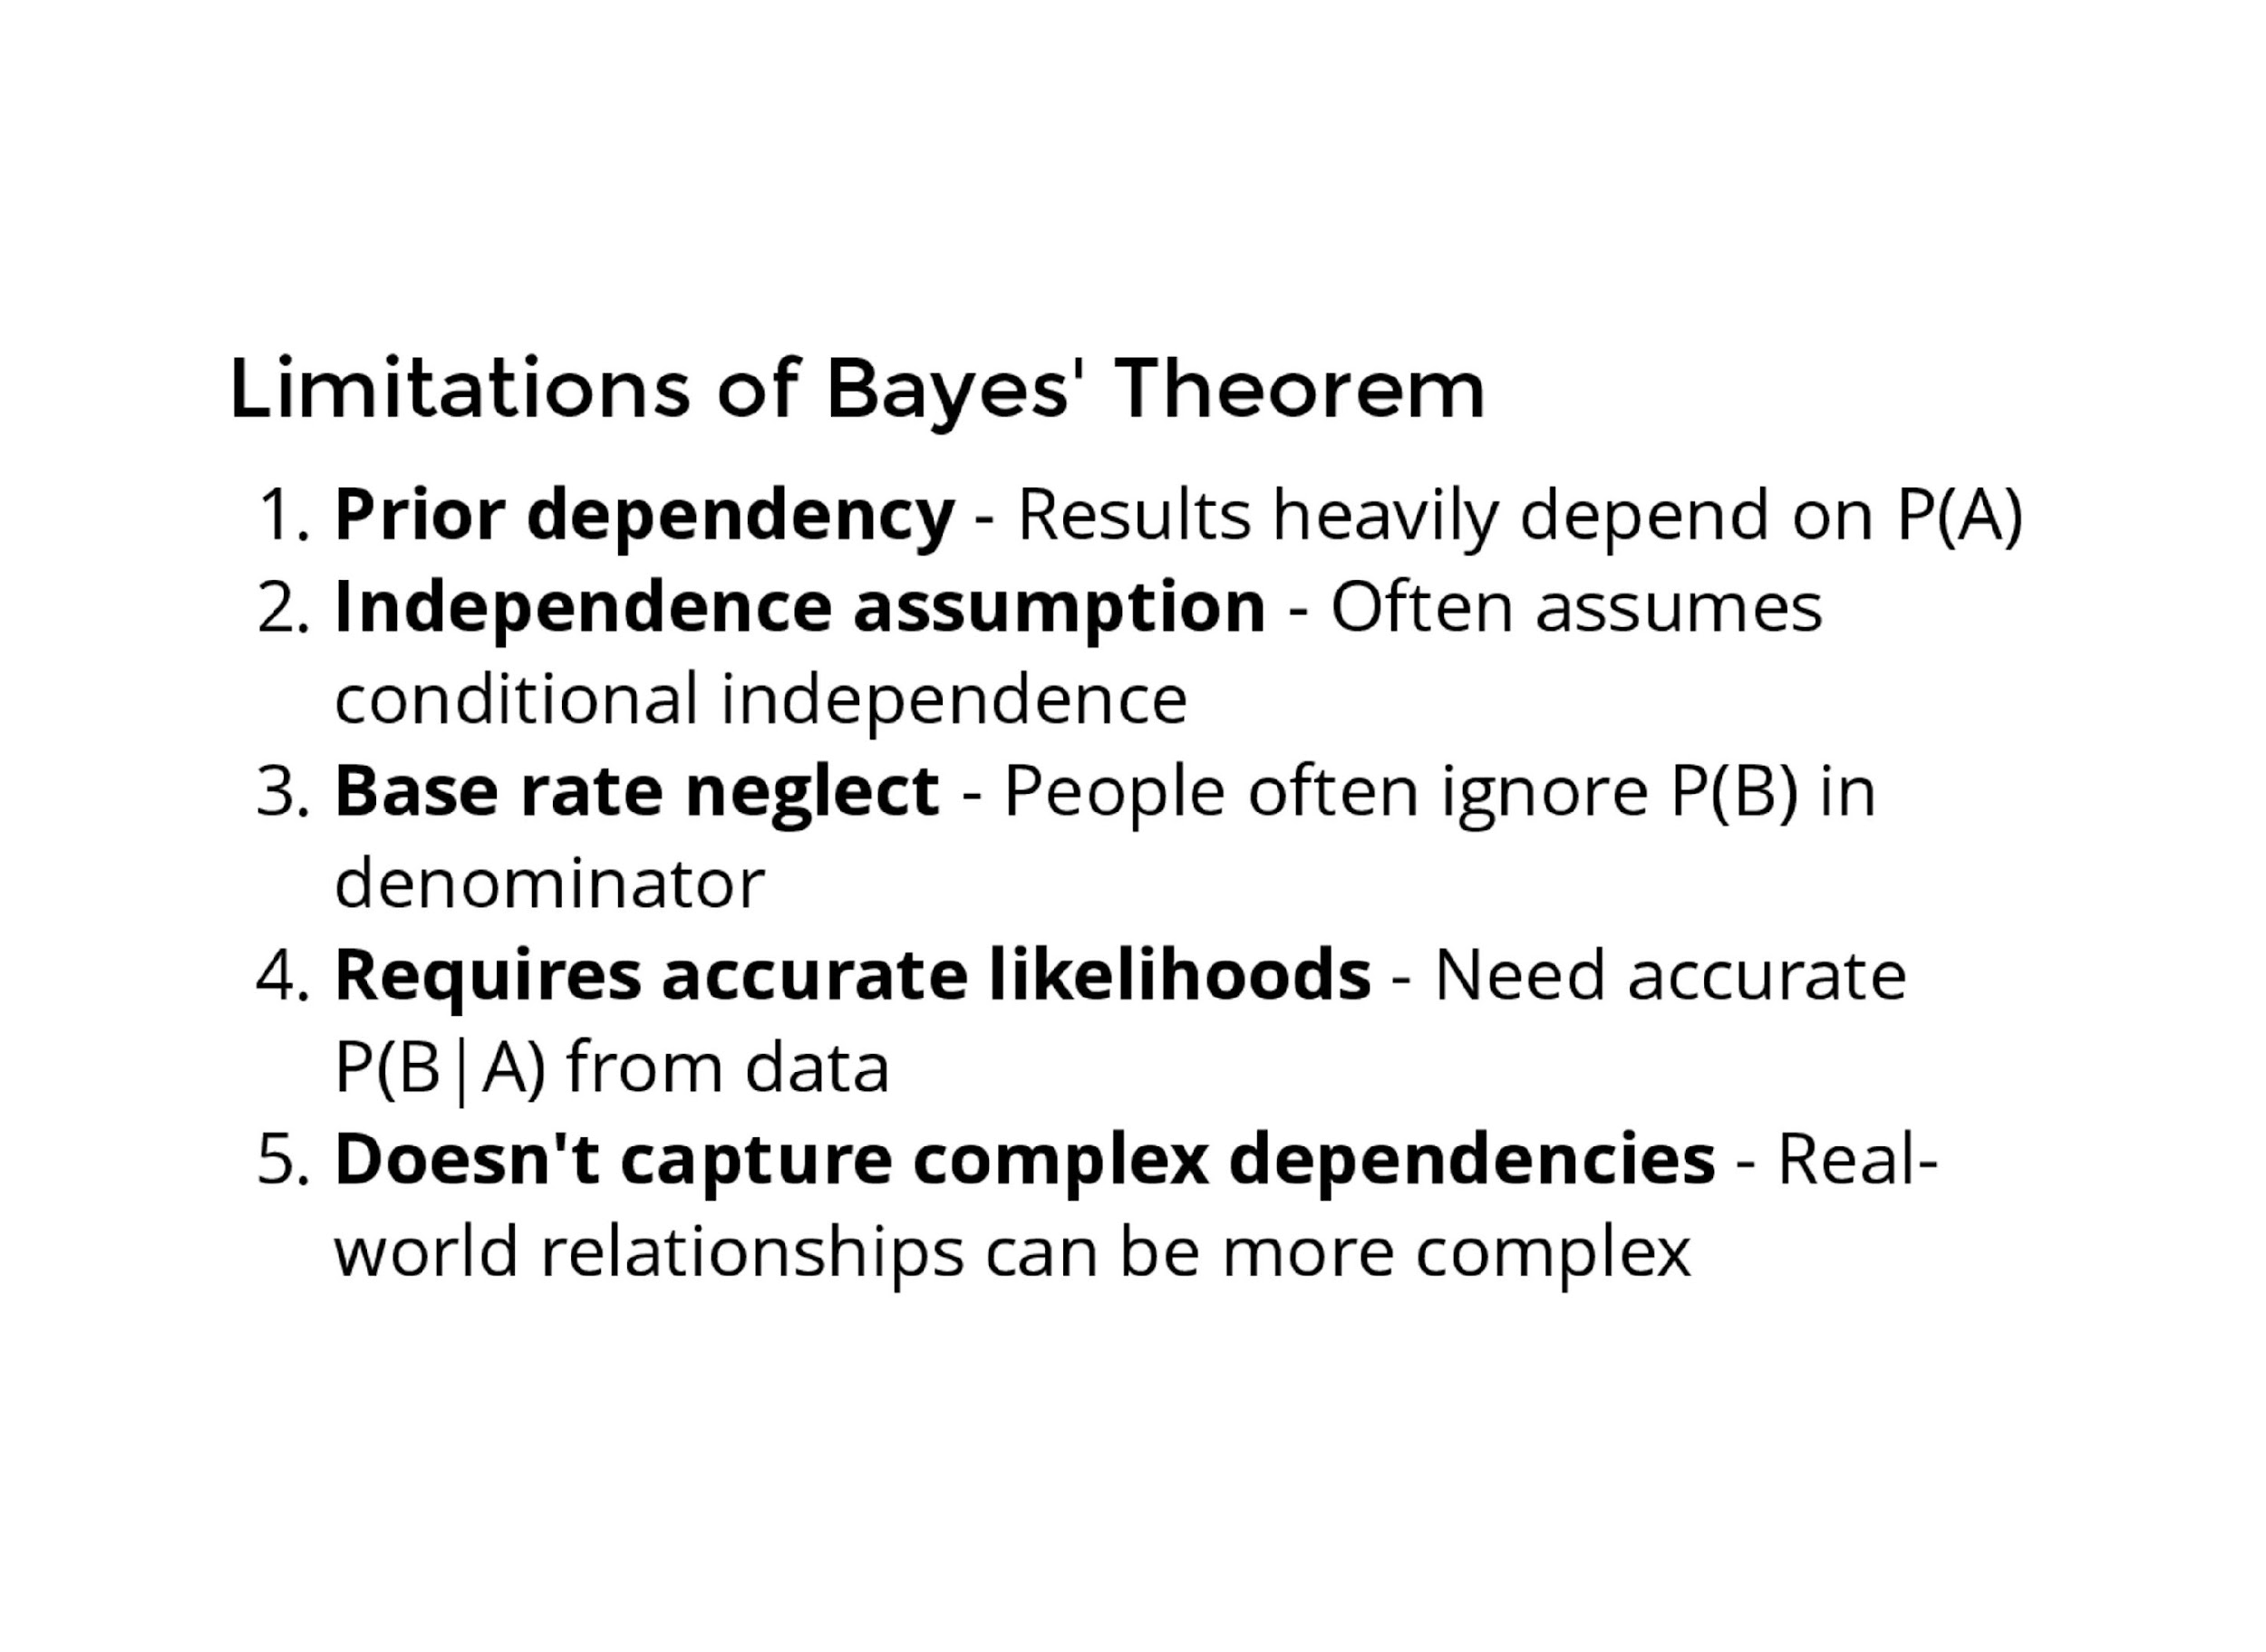 Limitations of Bayes' Theorem
1. Prior dependency - Results heavily depend on P(A)
2. Independence assumption - Often assumes
conditional independence
3. Base rate neglect - People often ignore P(B) in
denominator
4. Requires accurate likelihoods - Need accurate
P(B|A) from data
5. Doesn't capture complex dependencies - Real-
world relationships can be more complex